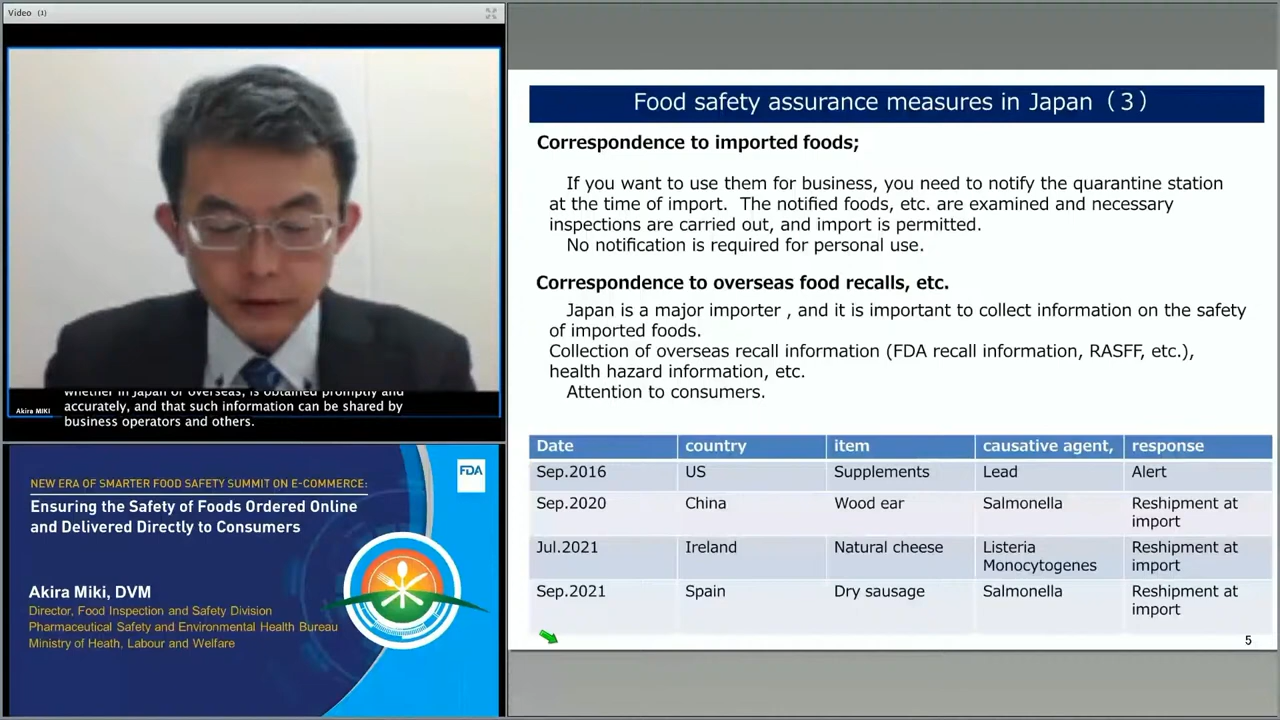 Video (1)
whether in Japan or overseas, is obtained promptly and
accurately, and that such information can be shared by
business operators and others.
Akira MIKI
FDA
NEW ERA OF SMARTER FOOD SAFETY SUMMIT ON E-COMMERCE:
Ensuring the Safety of Foods Ordered Online
and Delivered Directly to Consumers
Akira Miki, DVM
Director, Food Inspection and Safety Division
Pharmaceutical Safety and Environmental Health Bureau
Ministry of Heath, Labour and Welfare
Food safety assurance measures in Japan（3）
Correspondence to imported foods;
If you want to use them for business, you need to notify the quarantine station
at the time of import. The notified foods, etc. are examined and necessary
inspections are carried out, and import is permitted.
No notification is required for personal use.
Correspondence to overseas food recalls, etc.
Japan is a major importer , and it is important to collect information on the safety
of imported foods.
Collection of overseas recall information (FDA recall information, RASFF, etc.),
health hazard information, etc.
Attention to consumers.
Date country item causative agent, response
Sep.2016 US Supplements Lead Alert
Sep.2020 China Wood ear Salmonella Reshipment at
import
Jul.2021 Ireland Natural cheese Listeria Reshipment at
Monocytogenes import
Sep.2021 Spain Dry sausage Salmonella Reshipment at
import
5